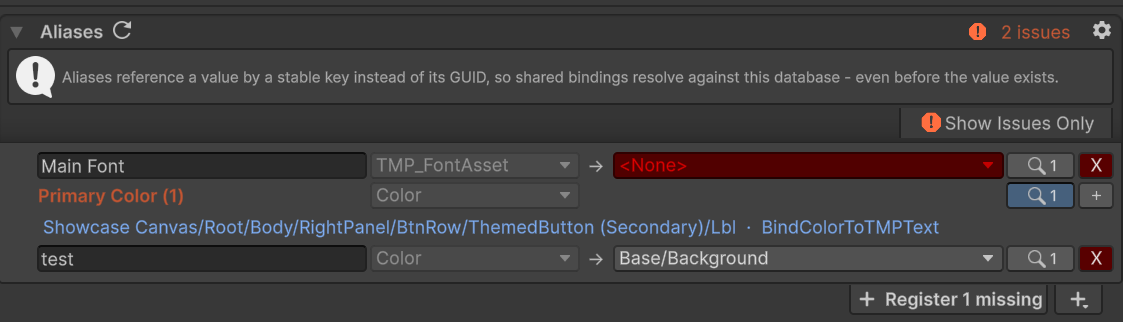 Aliases 2 issues
Aliases reference a value by a stable key instead of its GUID, so shared bindings resolve against this database - even before the value exists.
Show Issues Only
Main Font TMP_FontAsset → <None> 1 X
Primary Color (1) Color 1 +
Showcase Canvas/Root/Body/RightPanel/BtnRow/ThemedButton (Secondary)/Lbl · BindColorToTMPText
test Color → Base/Background 1 X
+ Register 1 missing +